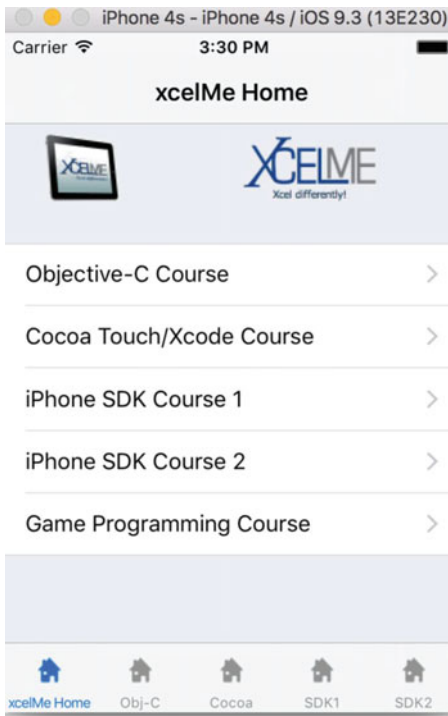 iPhone 4s - iPhone 4s / iOS 9.3 (13E230)
Carrier 3:30 PM
xcelMe Home
XCELME
XCELME
Xcel differently!
Objective-C Course
Cocoa Touch/Xcode Course
iPhone SDK Course 1
iPhone SDK Course 2
Game Programming Course
xcelMe Home Obj-C Cocoa SDK1 SDK2